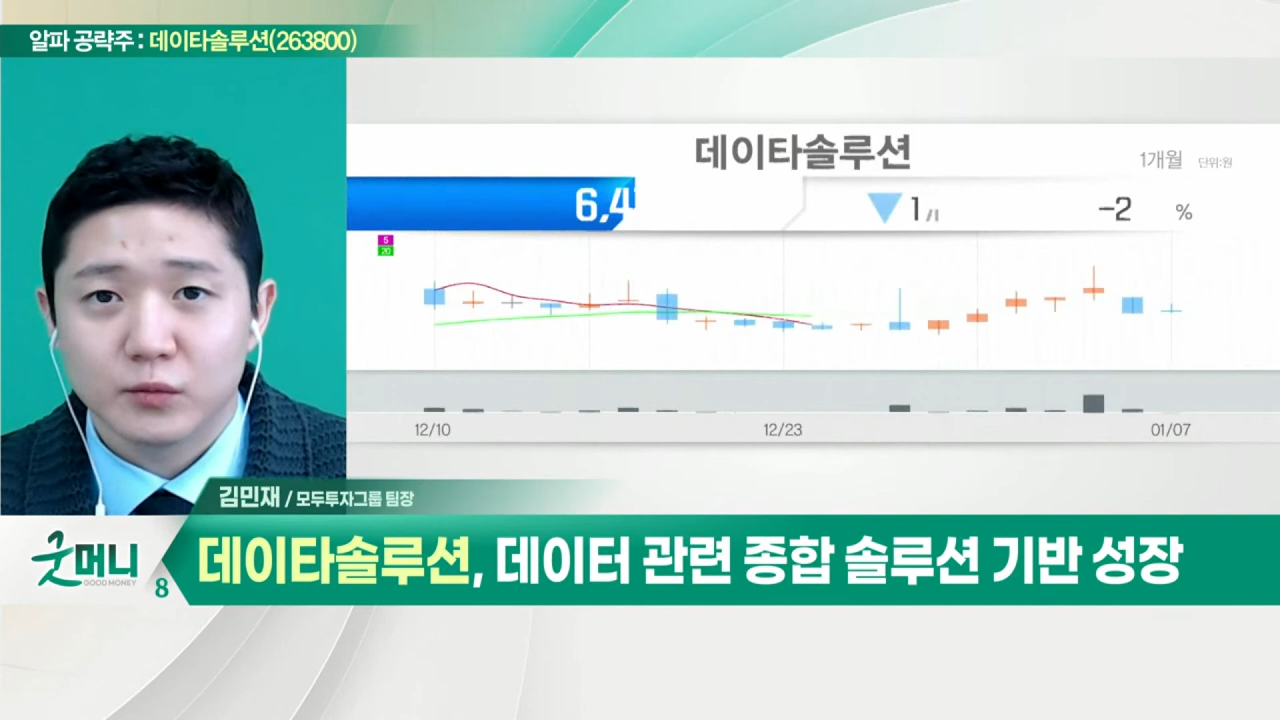 알파 공략주 : 데이타솔루션(263800)
데이타솔루션
1개월 단위:원
6,4
▼ 1
-2 %
5
20
12/10 12/23 01/07
김민재 / 모두투자그룹 팀장
굿머니
GOOD MONEY
8
데이타솔루션, 데이터 관련 종합 솔루션 기반 성장